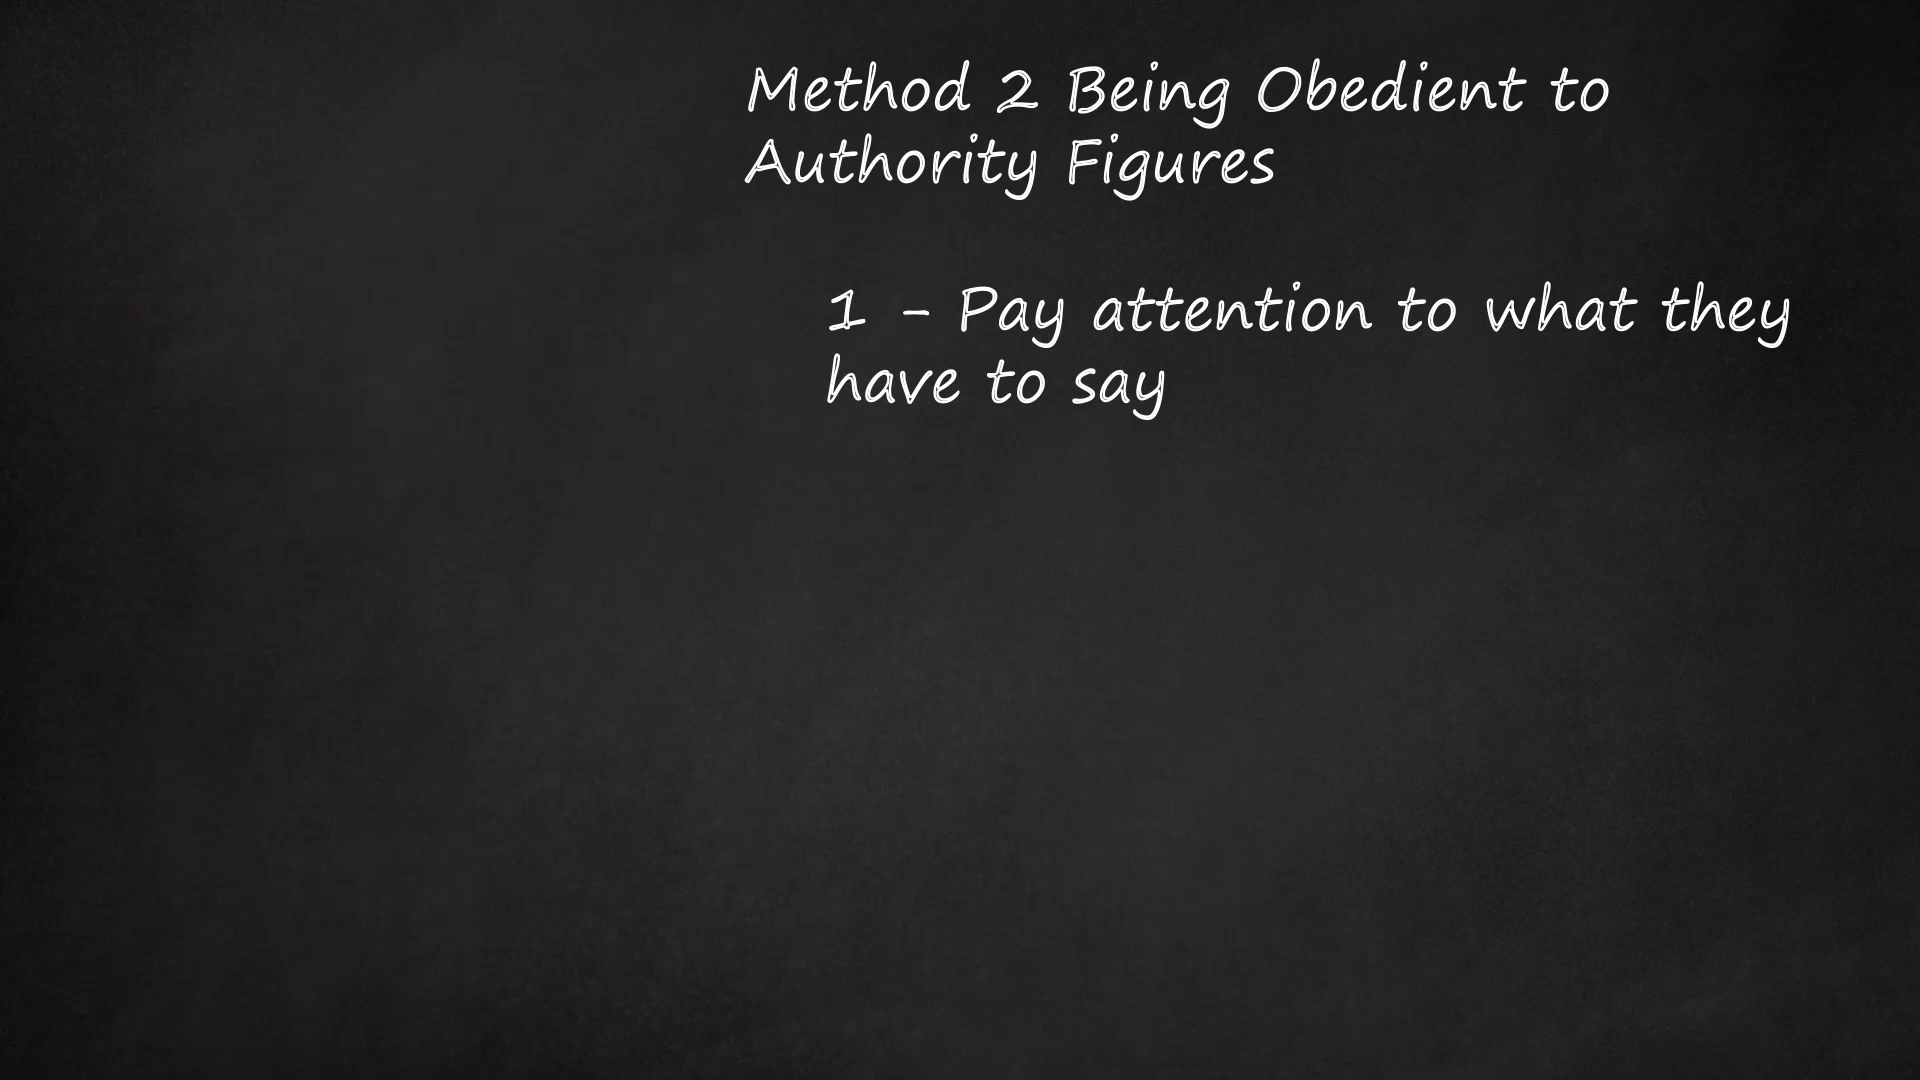 Method 2 Being Obedient to
Authority Figures
1 - Pay attention to what they
have to say